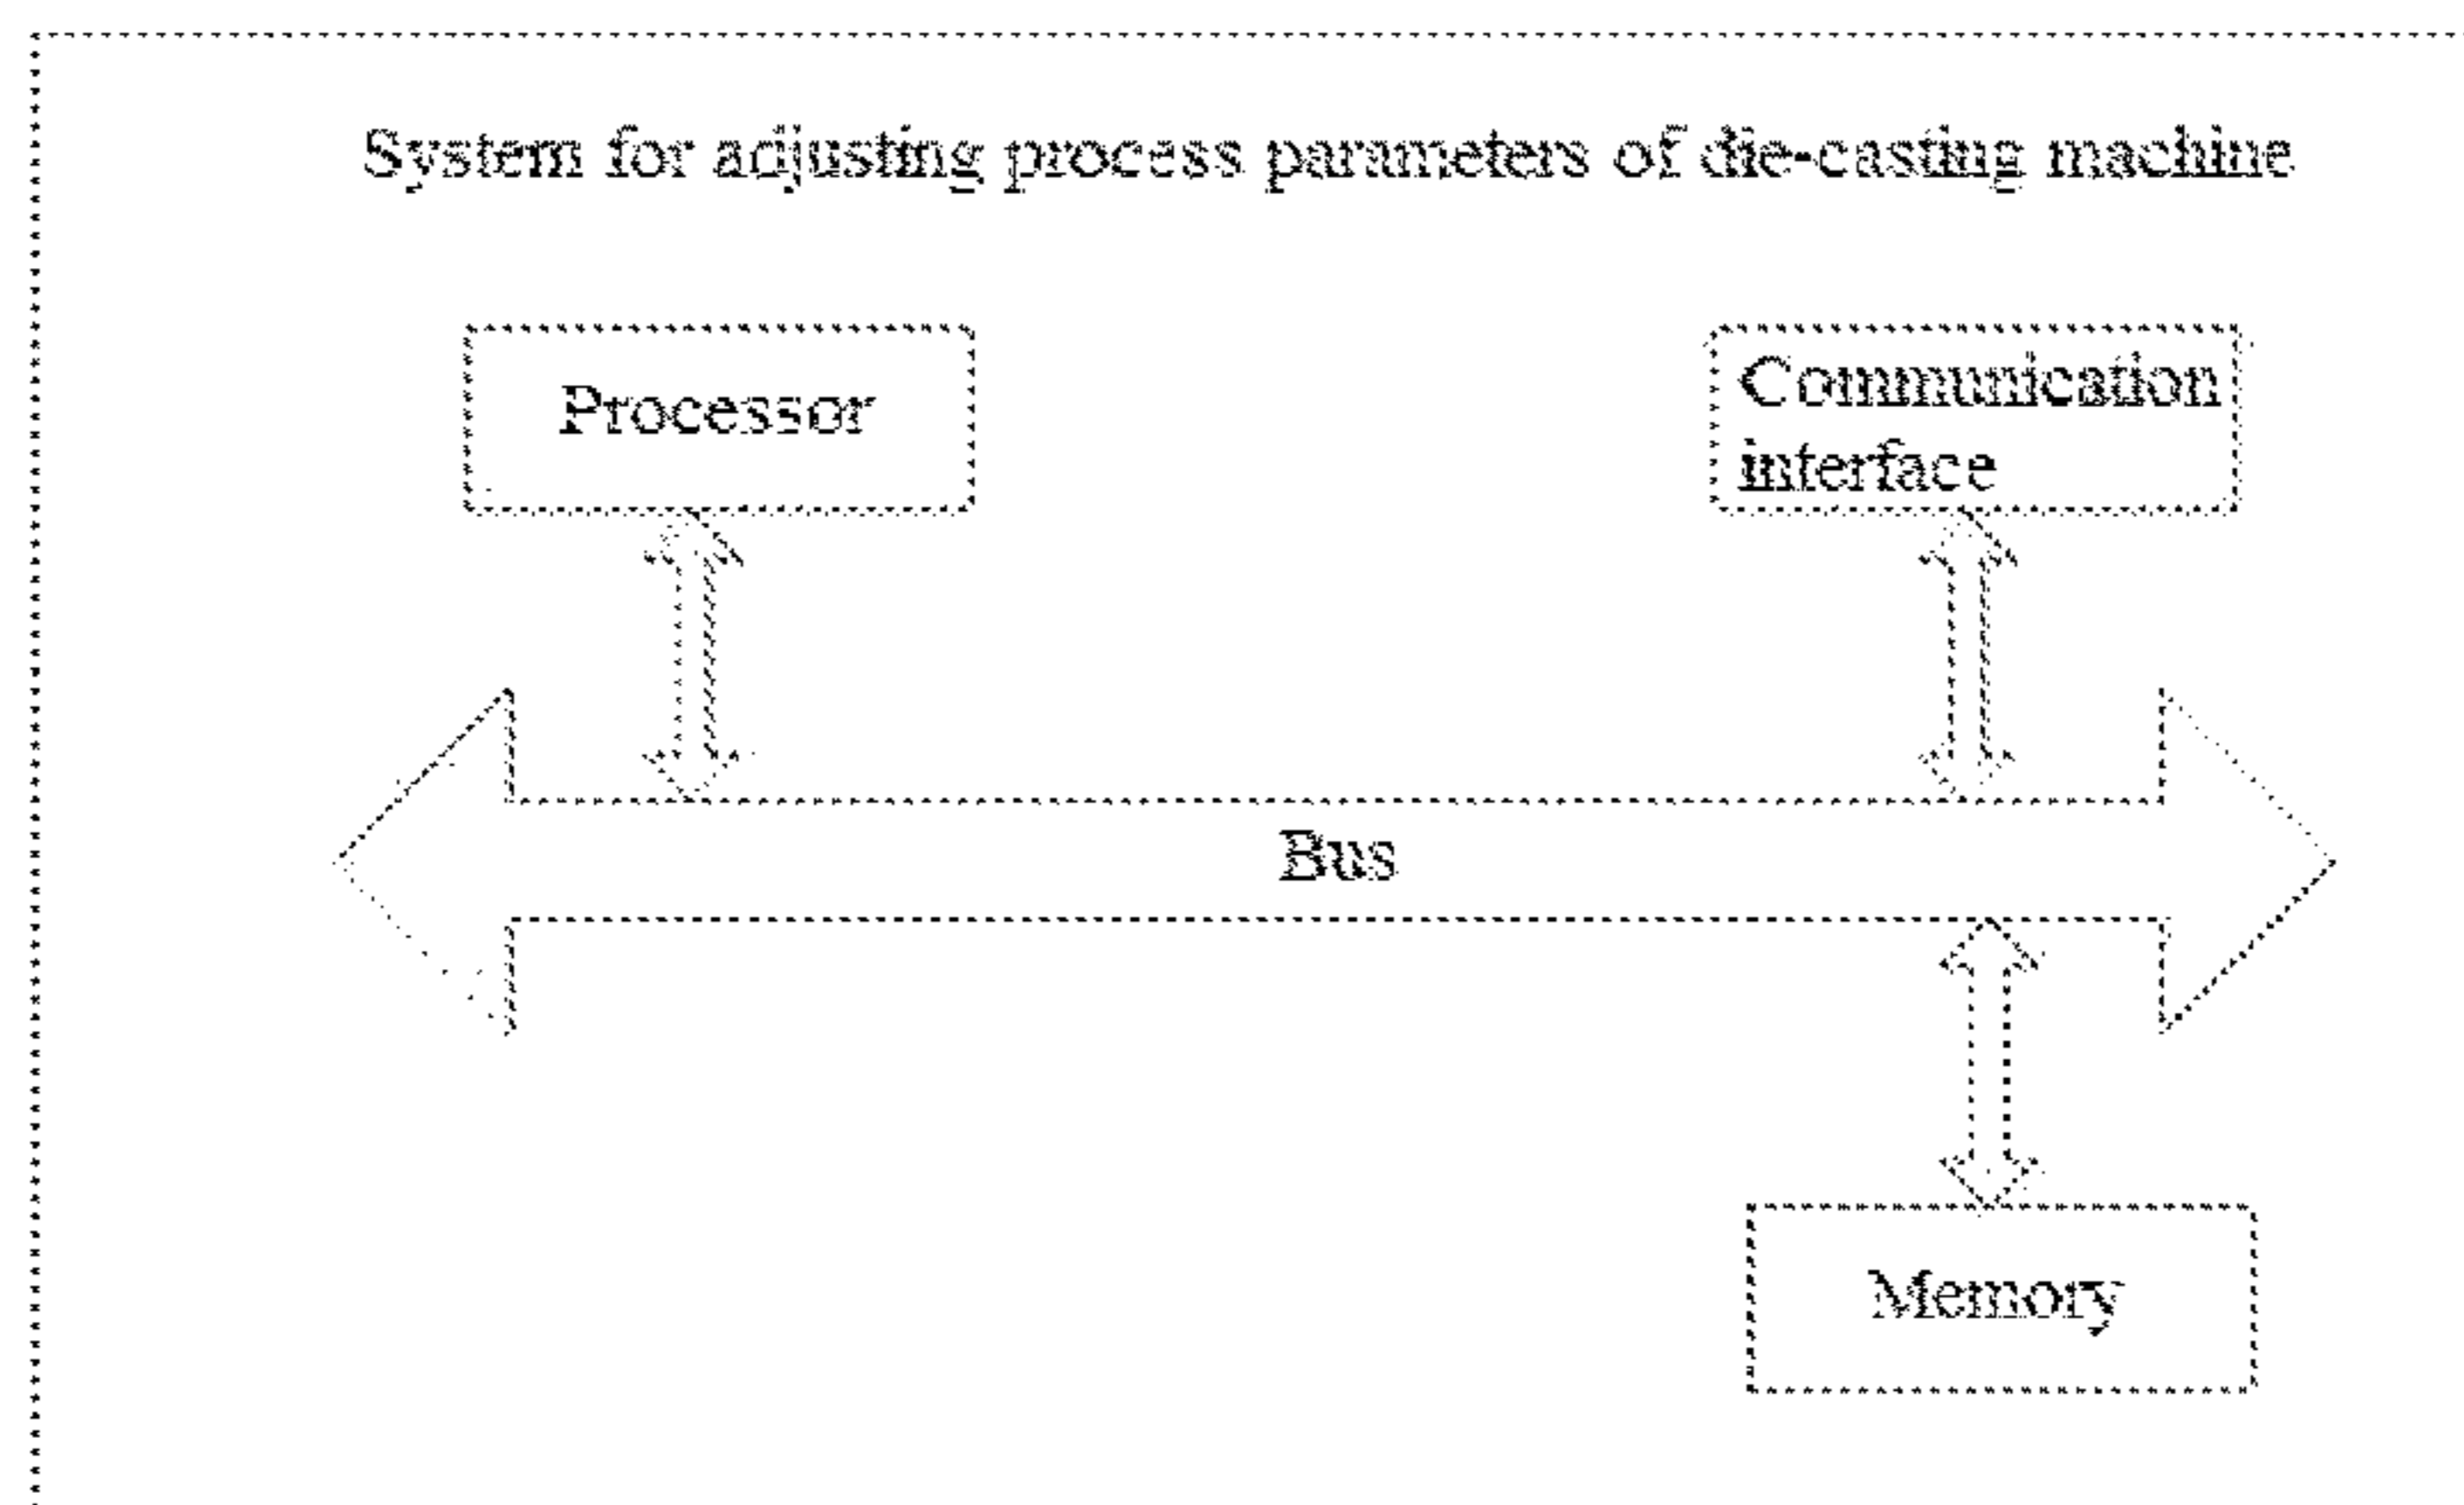 System for adjusting process parameters of die-casting machine
Processor
Communication
interface
Bus
Memory